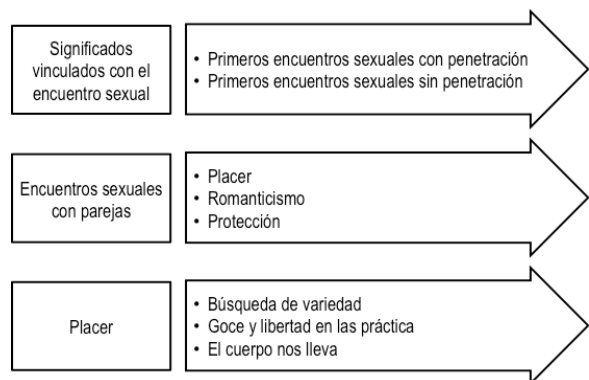 Significados
vinculados con el
encuentro sexual
• Primeros encuentros sexuales con penetración
• Primeros encuentros sexuales sin penetración
Encuentros sexuales
con parejas
• Placer
• Romanticismo
• Protección
Placer
• Búsqueda de variedad
• Goce y libertad en las práctica
• El cuerpo nos lleva